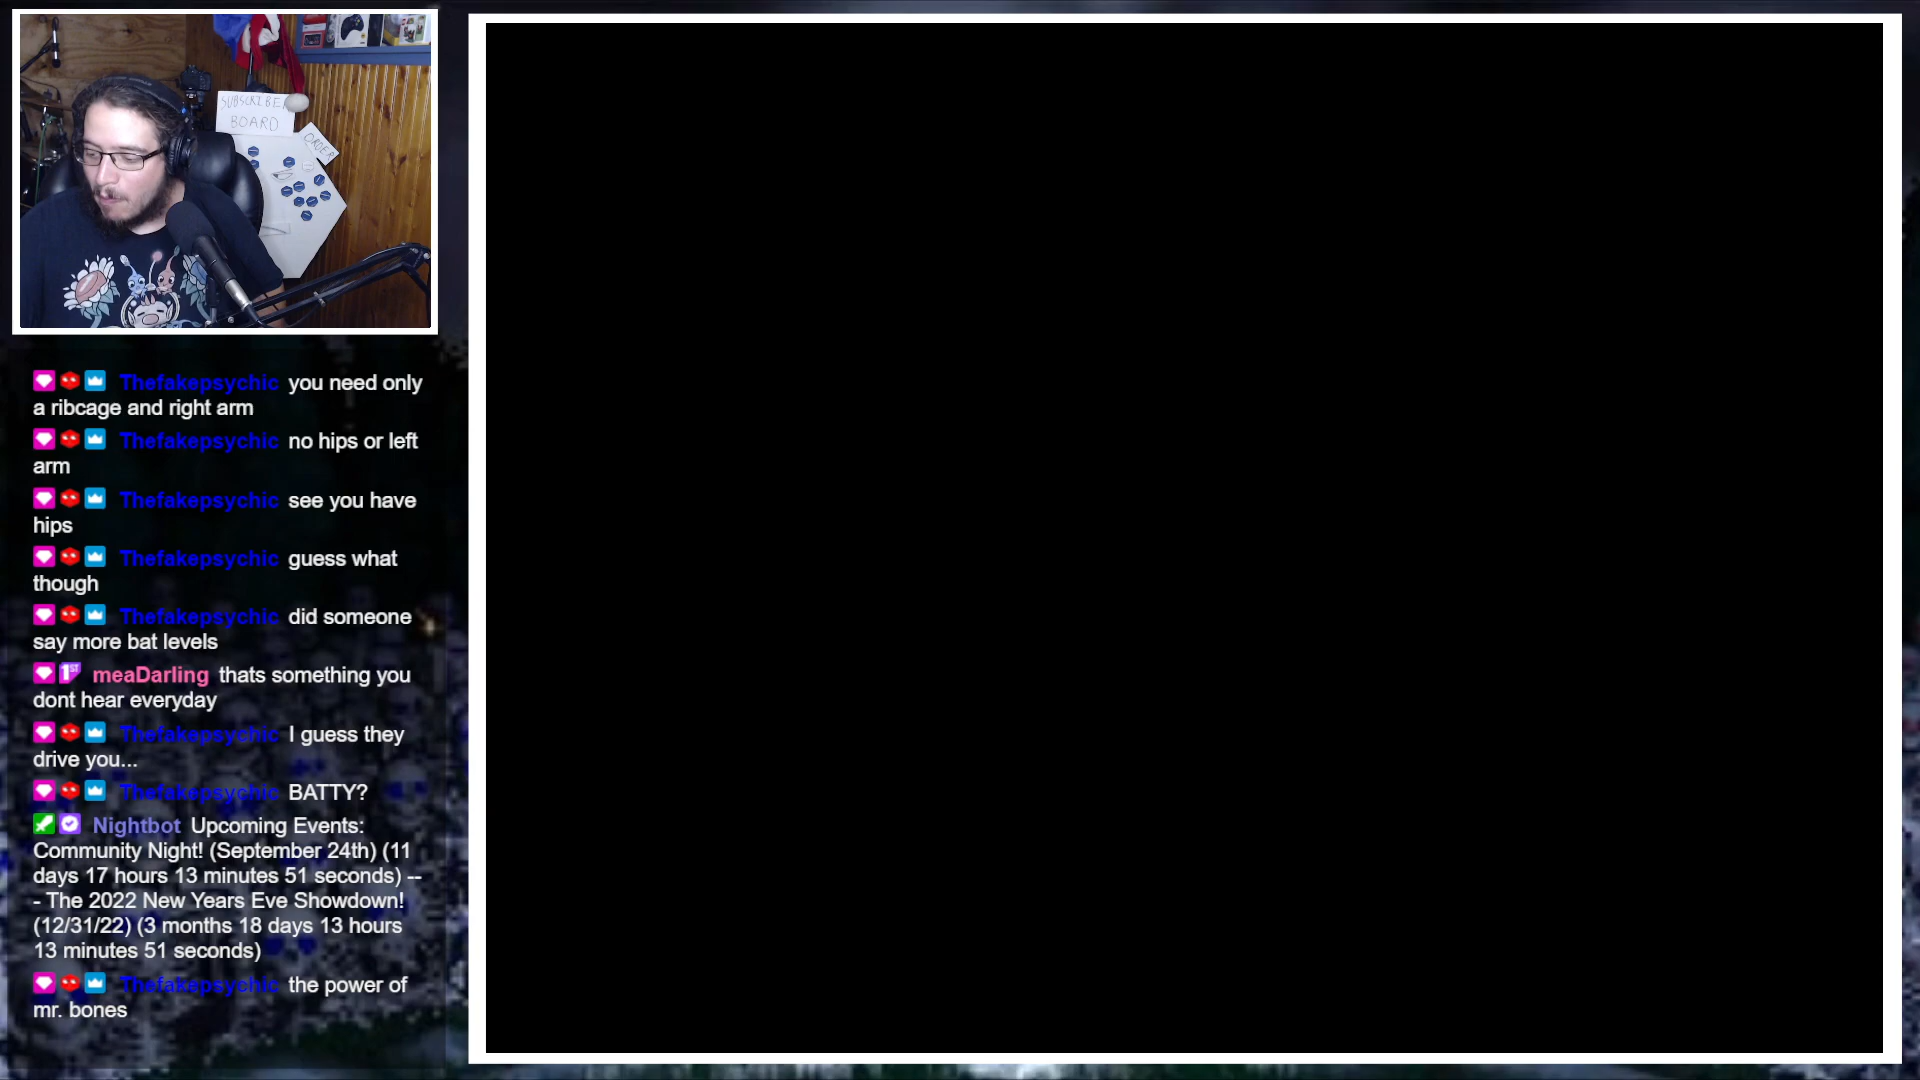 SUBSCRIBER
BOARD
ORDER
Thefakepsychic you need only
a ribcage and right arm
Thefakepsychic no hips or left
arm
Thefakepsychic see you have
hips
Thefakepsychic guess what
though
Thefakepsychic did someone
say more bat levels
1ST meaDarling thats something you
dont hear everyday
Thefakepsychic I guess they
drive you...
Thefakepsychic BATTY?
Nightbot Upcoming Events:
Community Night! (September 24th) (11
days 17 hours 13 minutes 51 seconds) --
- The 2022 New Years Eve Showdown!
(12/31/22) (3 months 18 days 13 hours
13 minutes 51 seconds)
Thefakepsychic the power of
mr. bones